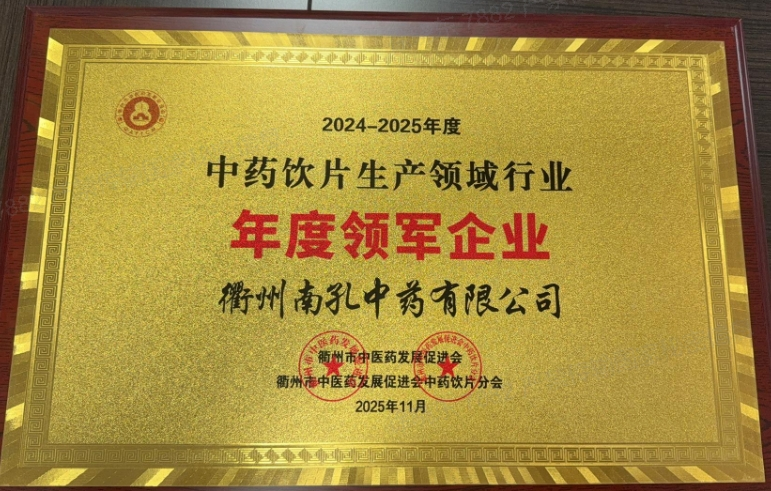 2024-2025年度
中药饮片生产领域行业
年度领军企业
衢州南孔中药有限公司
衢州市中医药发展促进会
衢州市中医药发展促进会中药饮片分会
2025年11月